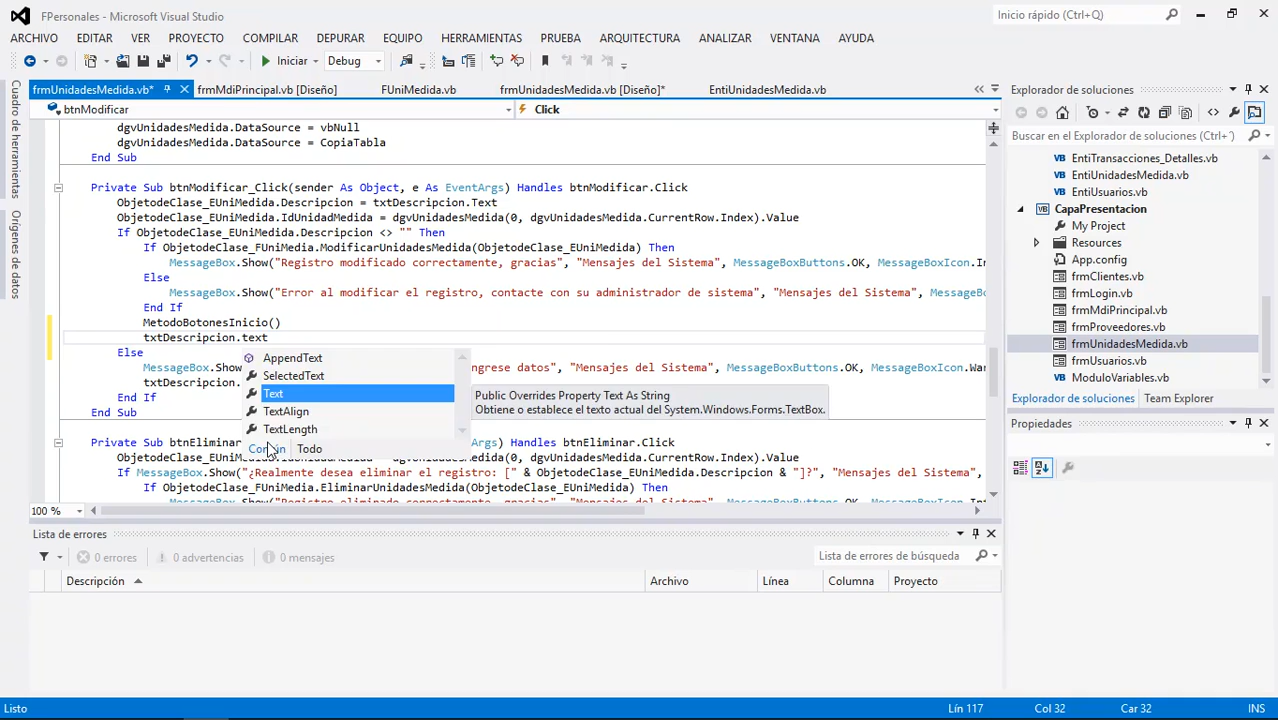 FPersonales - Microsoft Visual Studio
Inicio rápido (Ctrl+Q)
ARCHIVO EDITAR VER PROYECTO COMPILAR DEPURAR EQUIPO HERRAMIENTAS PRUEBA ARQUITECTURA ANALIZAR VENTANA AYUDA
Iniciar Debug
Cuadro de herramientas
Orígenes de datos
frmUnidadesMedida.vb* frmMdiPrincipal.vb [Diseño] FUniMedida.vb frmUnidadesMedida.vb [Diseño]* EntiUnidadesMedida.vb
btnModificar Click
dgvUnidadesMedida.DataSource = vbNull
dgvUnidadesMedida.DataSource = CopiaTabla
End Sub
Private Sub btnModificar_Click(sender As Object, e As EventArgs) Handles btnModificar.Click
ObjetodeClase_EUniMedia.Descripcion = txtDescripcion.Text
ObjetodeClase_EUniMedia.IdUnidadMedida = dgvUnidadesMedida(0, dgvUnidadesMedida.CurrentRow.Index).Value
If ObjetodeClase_EUniMedia.Descripcion <> "" Then
If ObjetodeClase_FUniMedia.ModificarUnidadesMedida(ObjetodeClase_EUniMedida) Then
MessageBox.Show("Registro modificado correctamente, gracias", "Mensajes del Sistema", MessageBoxButtons.OK, MessageBoxIcon.In
Else
MessageBox.Show("Error al modificar el registro, contacte con su administrador de sistema", "Mensajes del Sistema", MessageBo
End If
MetodoBotonesInicio()
txtDescripcion.text
Else
MessageBox.Show ngrese datos", "Mensajes del Sistema", MessageBoxButtons.OK, MessageBoxIcon.War
txtDescripcion.
End If
End Sub
AppendText
SelectedText
Text
TextAlign
TextLength
Todo
Public Overrides Property Text As String
Obtiene o establece el texto actual del System.Windows.Forms.TextBox.
Private Sub btnEliminar Args) Handles btnEliminar.Click
If MessageBox.Show("¿Realmente desea eliminar el registro: [" & ObjetodeClase_EUniMedida.Descripcion & "]?", "Mensajes del Sistema",
If ObjetodeClase_FUniMedia.EliminarUnidadesMedida(ObjetodeClase_EUniMedida) Then
100 %
Lista de errores
0 errores 0 advertencias 0 mensajes
Lista de errores de búsqueda
Descripción Archivo Línea Columna Proyecto
Explorador de soluciones
Buscar en el Explorador de soluciones (Ctrl+´)
EntiTransacciones_Detalles.vb
EntiUnidadesMedida.vb
EntiUsuarios.vb
CapaPresentacion
My Project
Resources
App.config
frmClientes.vb
frmLogin.vb
frmMdiPrincipal.vb
frmProveedores.vb
frmUnidadesMedida.vb
frmUsuarios.vb
ModuloVariables.vb
Explorador de soluciones Team Explorer
Propiedades
Listo Lín 117 Col 32 Car 32 INS